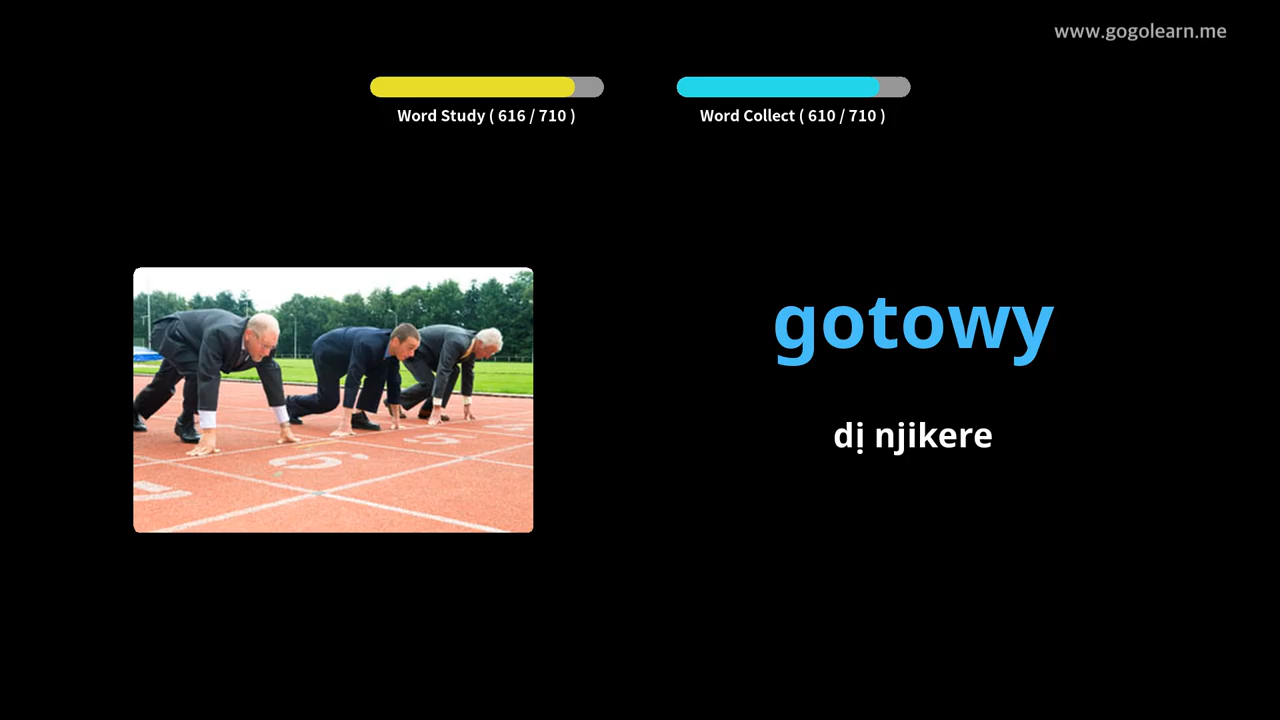 www.gogolearn.me
Word Study ( 616 / 710 )
Word Collect ( 610 / 710 )
gotowy
dị njikere